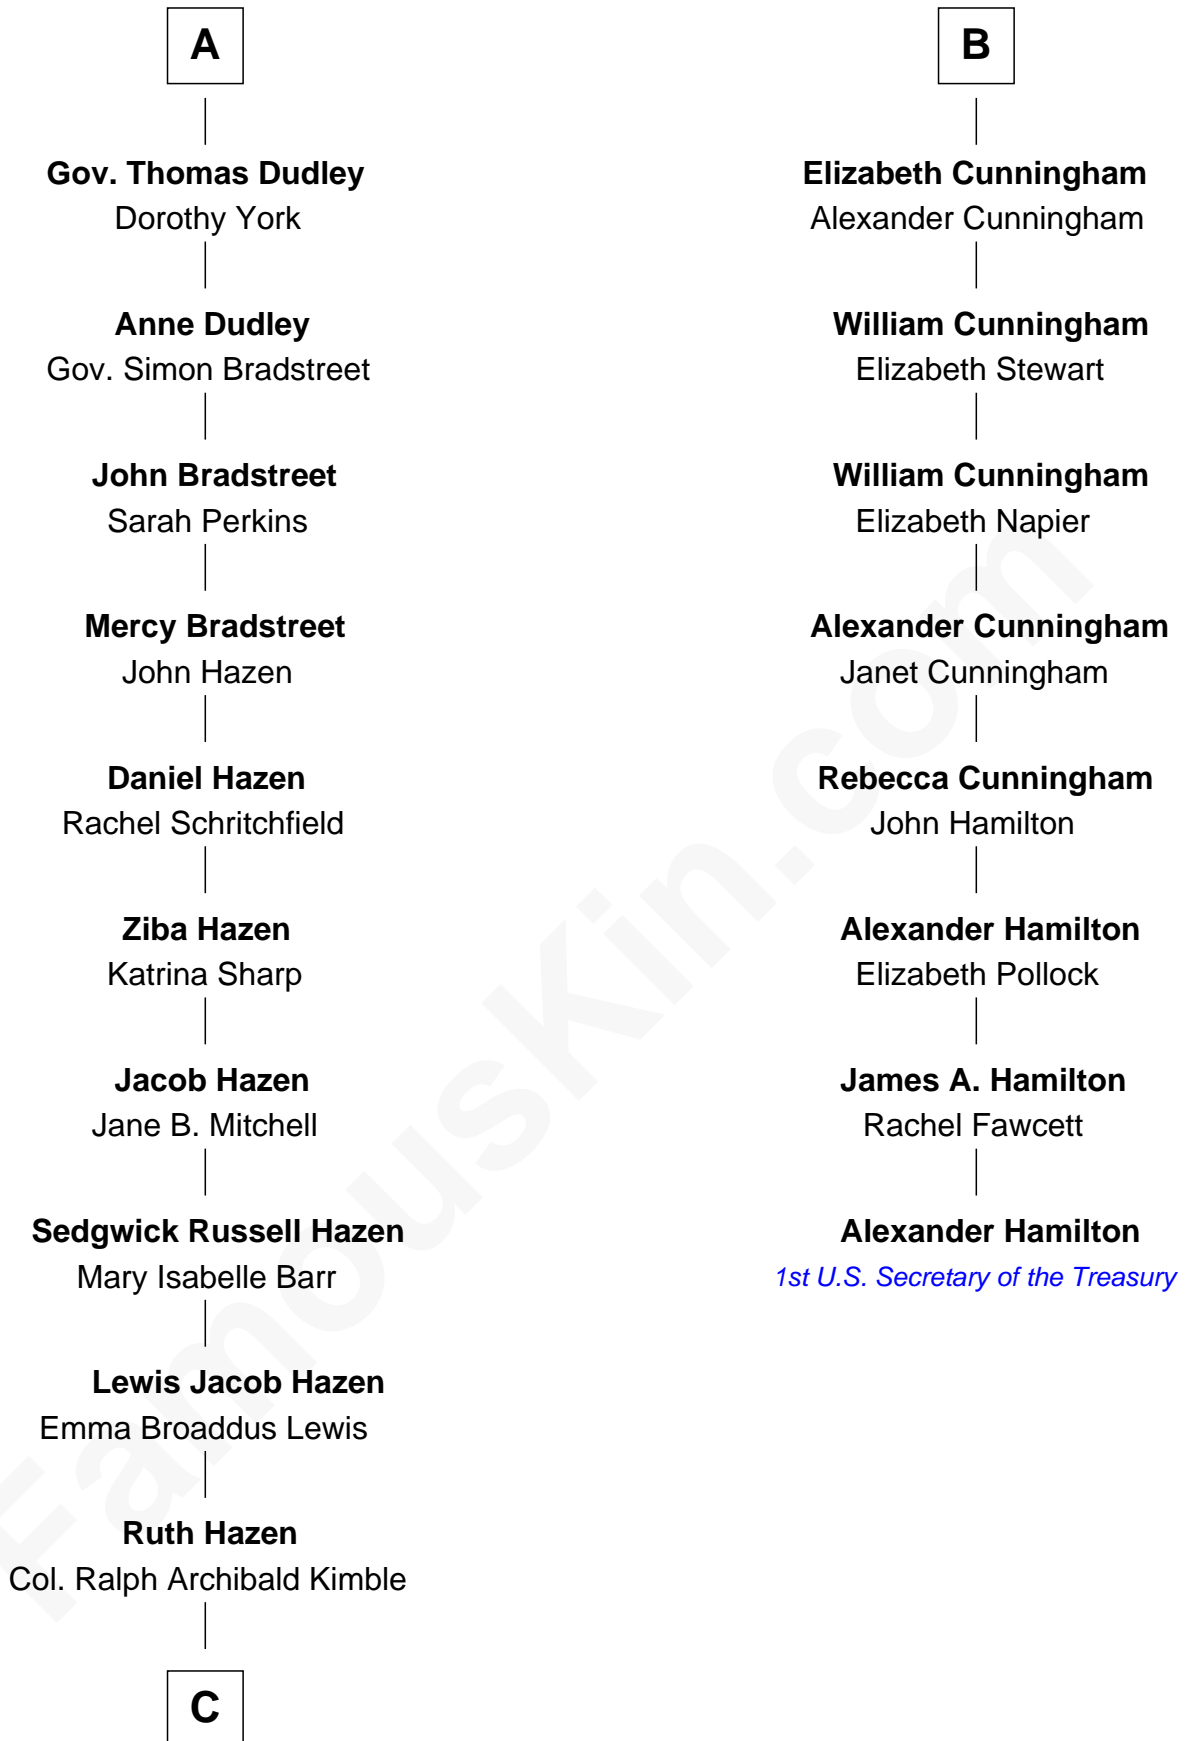 A
Gov. Thomas Dudley
Dorothy York
Anne Dudley
Gov. Simon Bradstreet
John Bradstreet
Sarah Perkins
Mercy Bradstreet
John Hazen
Daniel Hazen
Rachel Schritchfield
Ziba Hazen
Katrina Sharp
Jacob Hazen
Jane B. Mitchell
Sedgwick Russell Hazen
Mary Isabelle Barr
Lewis Jacob Hazen
Emma Broaddus Lewis
Ruth Hazen
Col. Ralph Archibald Kimble
C
B
Elizabeth Cunningham
Alexander Cunningham
William Cunningham
Elizabeth Stewart
William Cunningham
Elizabeth Napier
Alexander Cunningham
Janet Cunningham
Rebecca Cunningham
John Hamilton
Alexander Hamilton
Elizabeth Pollock
James A. Hamilton
Rachel Fawcett
Alexander Hamilton
1st U.S. Secretary of the Treasury
FamousKin.com